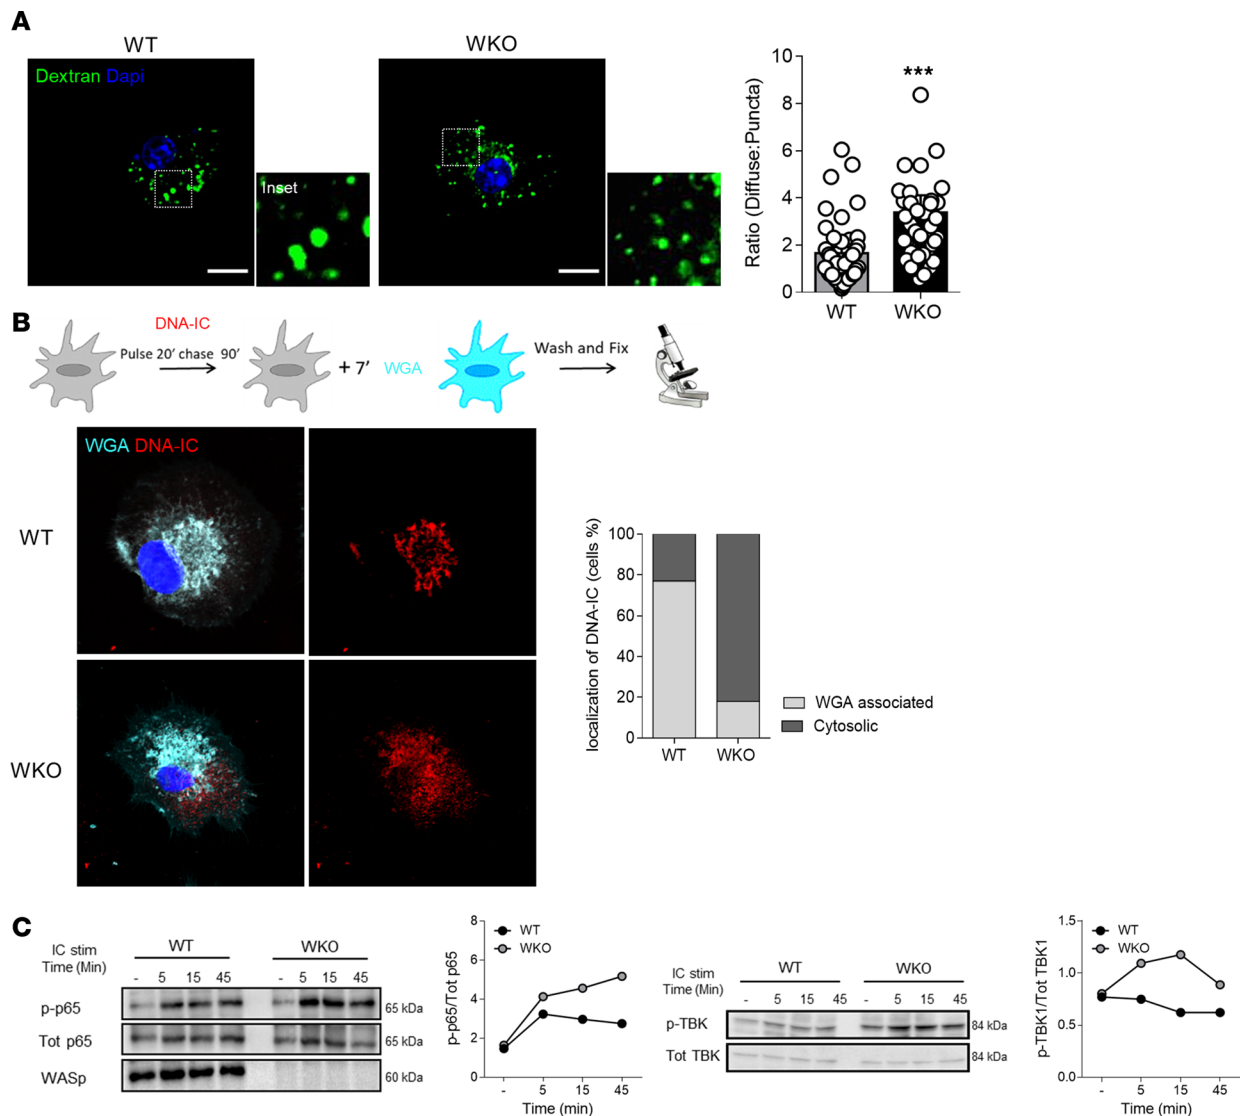 A
WT
WKO
Dextran Dapi
Inset
Ratio (Diffuse:Puncta)
10
8
6
4
2
0
***
WT
WKO
B
DNA-IC
Pulse 20’ chase 90’
+ 7’ WGA
Wash and Fix
WGA DNA-IC
WT
WKO
localization of DNA-IC (cells %)
100
80
60
40
20
0
WT
WKO
WGA associated
Cytosolic
C
IC stim
Time (Min)
WT
WKO
- 5 15 45 - 5 15 45
p-p65
65 kDa
Tot p65
65 kDa
WASp
60 kDa
p-p65/Tot p65
8
6
4
2
0
WT
WKO
- 5 15 45
Time (min)
IC stim
Time (Min)
WT
WKO
- 5 15 45 - 5 15 45
p-TBK
84 kDa
Tot TBK
84 kDa
p-TBK1/Tot TBK1
1.5
1.0
0.5
0.0
WT
WKO
- 5 15 45
Time (min)